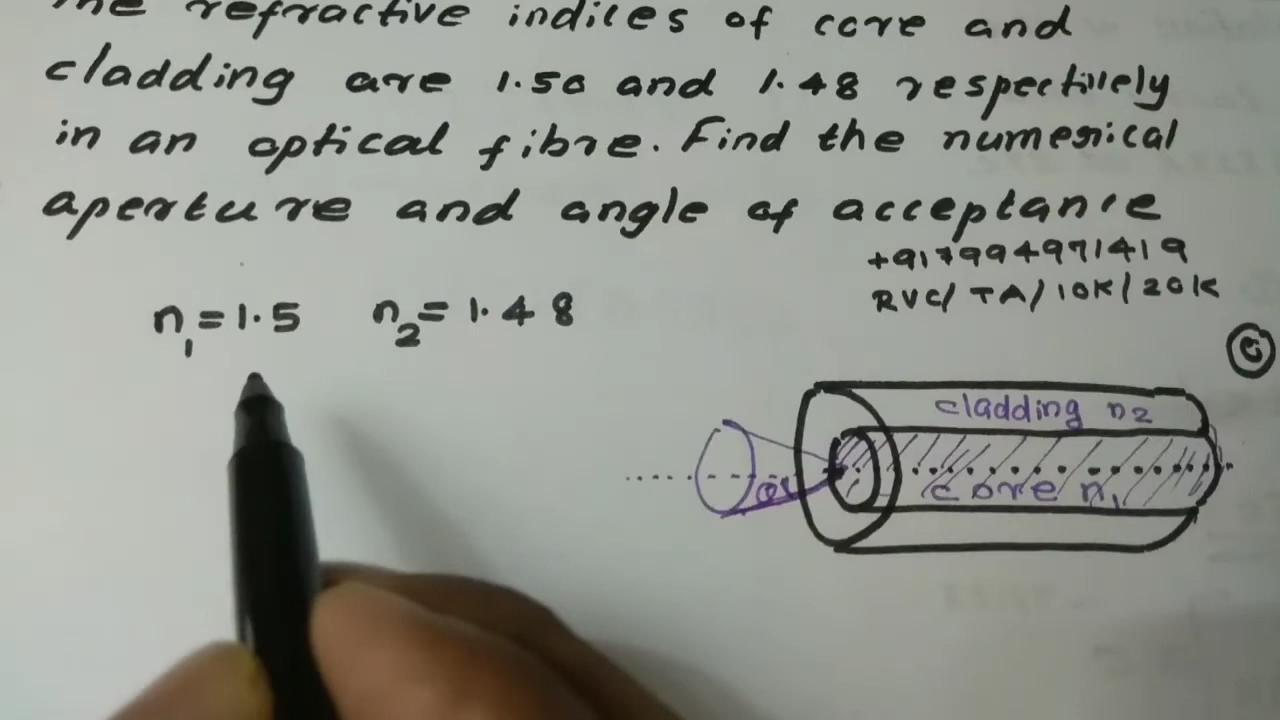 The refractive indices of core and
cladding are 1.50 and 1.48 respectively
in an optical fibre. Find the numerical
aperture and angle of acceptance
+917994971419
RVC/ TA/ 10K/ 20K
n1 = 1.5 n2 = 1.48
C
cladding n2
core n1